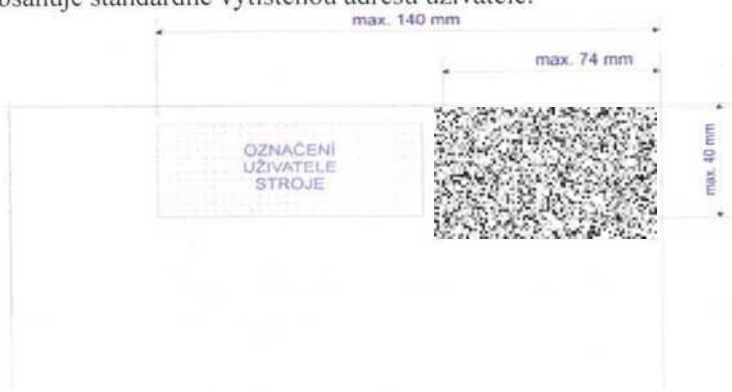 obsahuje standardně vytištěnou adresu uživatele.
max. 140 mm
max. 74 mm
OZNAČENÍ
UŽIVATELE
STROJE
max. 40 mm